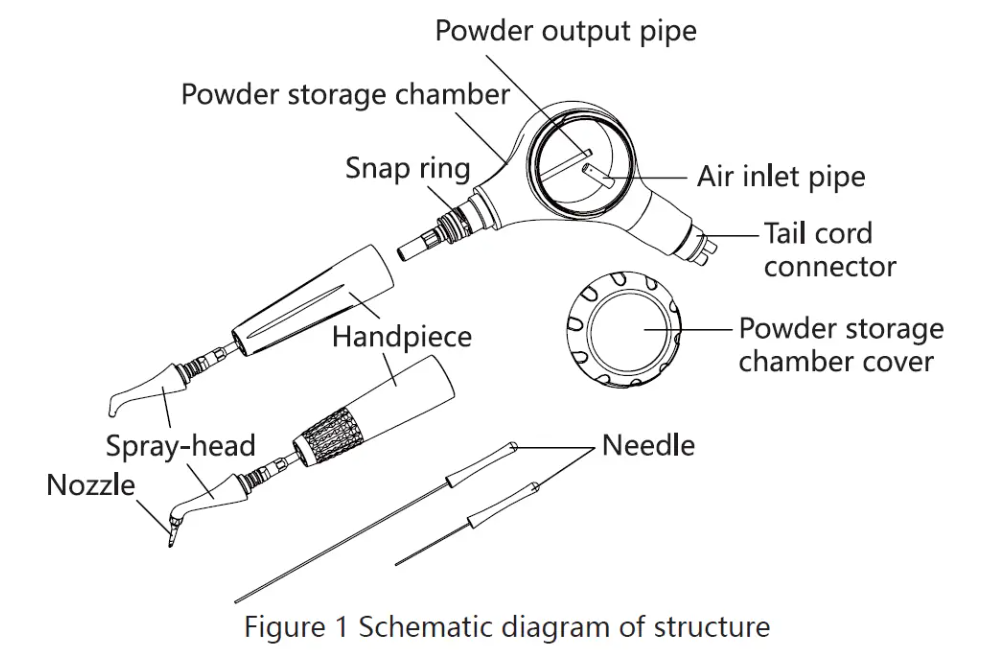 Powder output pipe
Powder storage chamber
Snap ring
Air inlet pipe
Tail cord
connector
Handpiece
Powder storage
chamber cover
Spray-head
Needle
Nozzle
Figure 1 Schematic diagram of structure